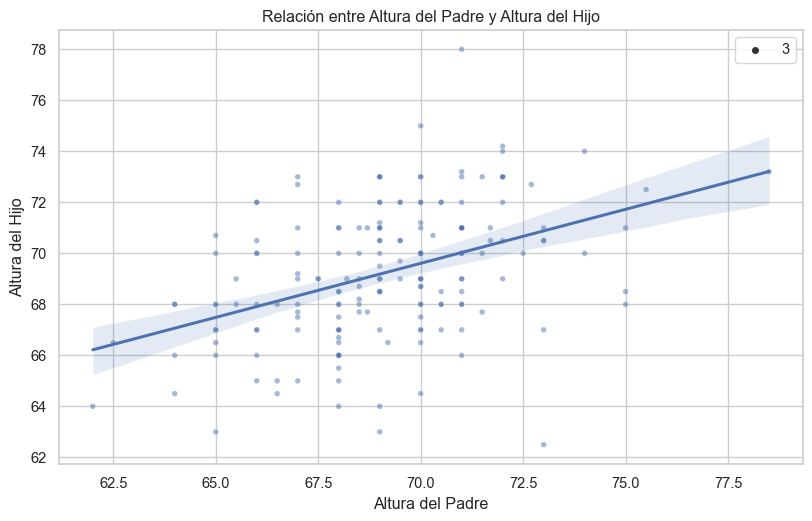 Relación entre Altura del Padre y Altura del Hijo
3
78
76
74
72
70
68
66
64
62
Altura del Hijo
62.5 65.0 67.5 70.0 72.5 75.0 77.5
Altura del Padre